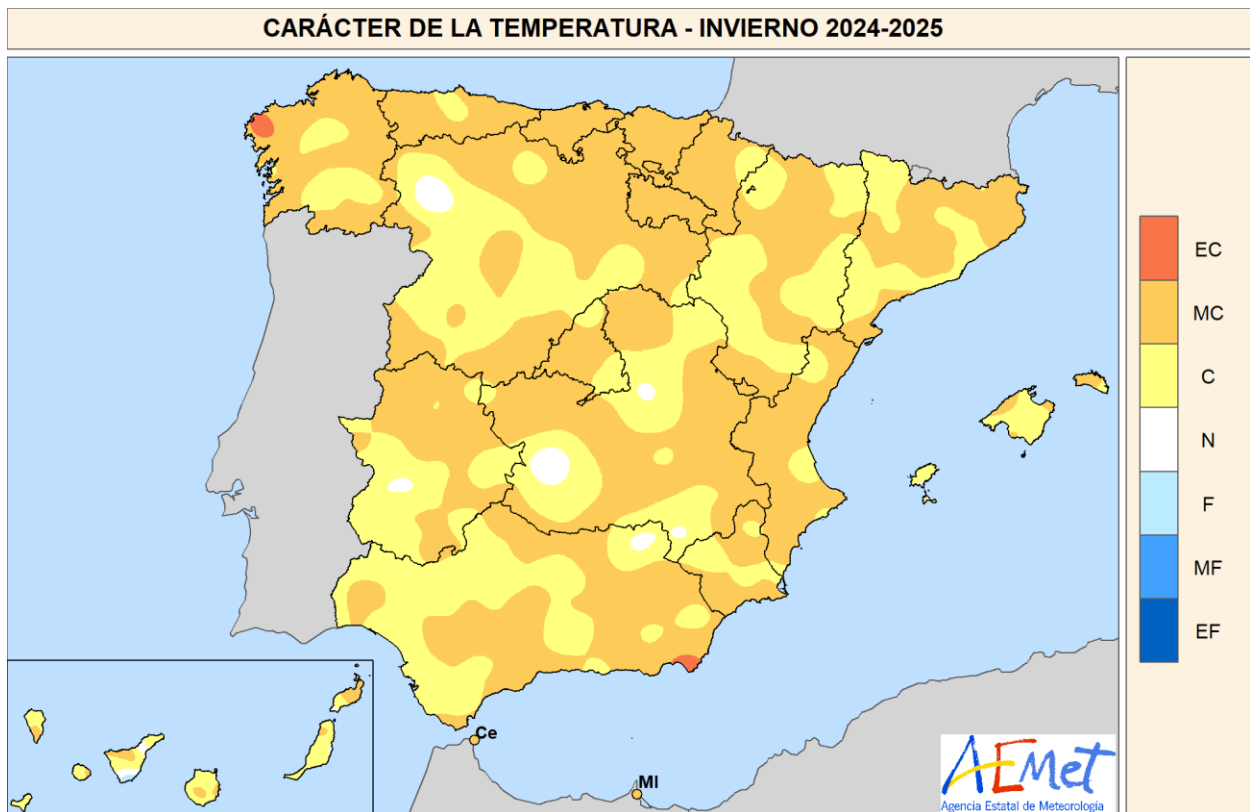 CARÁCTER DE LA TEMPERATURA - INVIERNO 2024-2025
EC
MC
C
N
F
MF
EF
Ce
Ml
AEMet
Agencia Estatal de Meteorología